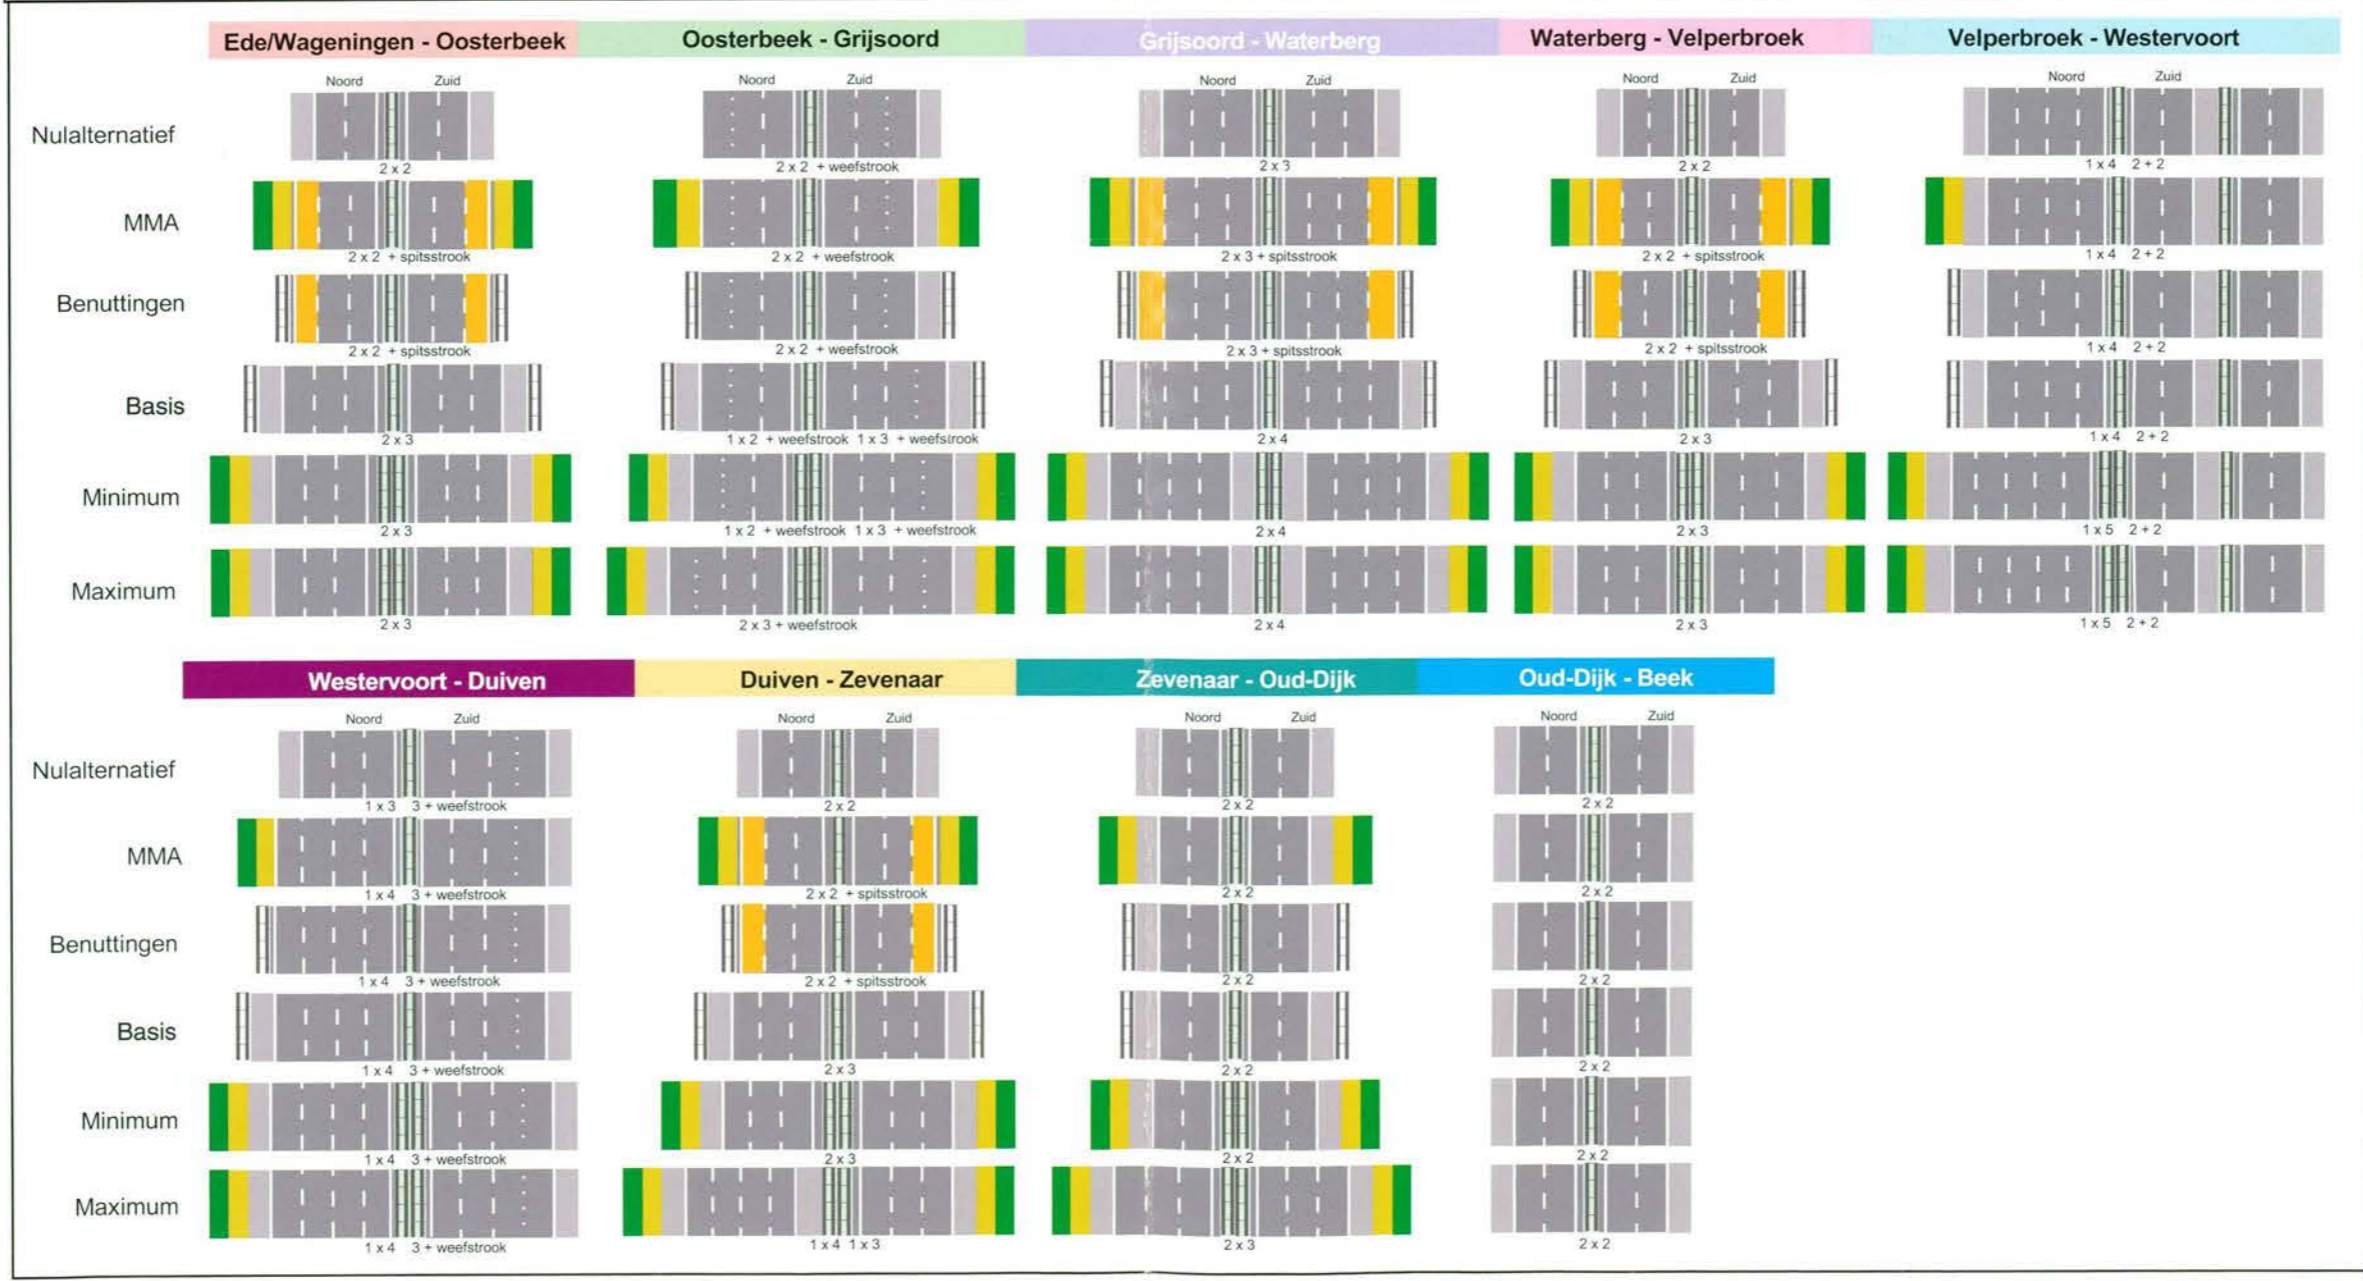 Ede/Wageningen - Oosterbeek Oosterbeek - Grijsoord Grijsoord - Waterberg Waterberg - Velperbroek Velperbroek - Westervoort
Noord Zuid Noord Zuid Noord Zuid Noord Zuid Noord Zuid
Nulalternatief
2 x 2 2 x 2 + weefstrook 2 x 3 2 x 2 1 x 4 2 + 2
MMA
2 x 2 + spitsstrook 2 x 2 + weefstrook 2 x 3 + spitsstrook 2 x 2 + spitsstrook 1 x 4 2 + 2
Benuttingen
2 x 2 + spitsstrook 2 x 2 + weefstrook 2 x 3 + spitsstrook 2 x 2 + spitsstrook 1 x 4 2 + 2
Basis
2 x 3 1 x 2 + weefstrook 1 x 3 + weefstrook 2 x 4 2 x 3 1 x 4 2 + 2
Minimum
2 x 3 1 x 2 + weefstrook 1 x 3 + weefstrook 2 x 4 2 x 3 1 x 5 2 + 2
Maximum
2 x 3 2 x 3 + weefstrook 2 x 4 2 x 3 1 x 5 2 + 2
Westervoort - Duiven Duiven - Zevenaar Zevenaar - Oud-Dijk Oud-Dijk - Beek
Noord Zuid Noord Zuid Noord Zuid Noord Zuid
Nulalternatief
1 x 3 3 + weefstrook 2 x 2 2 x 2 2 x 2
MMA
1 x 4 3 + weefstrook 2 x 2 + spitsstrook 2 x 2 2 x 2
Benuttingen
1 x 4 3 + weefstrook 2 x 2 + spitsstrook 2 x 2 2 x 2
Basis
1 x 4 3 + weefstrook 2 x 3 2 x 2 2 x 2
Minimum
1 x 4 3 + weefstrook 2 x 3 2 x 2 2 x 2
Maximum
1 x 4 3 + weefstrook 1 x 4 1 x 3 2 x 3 2 x 2